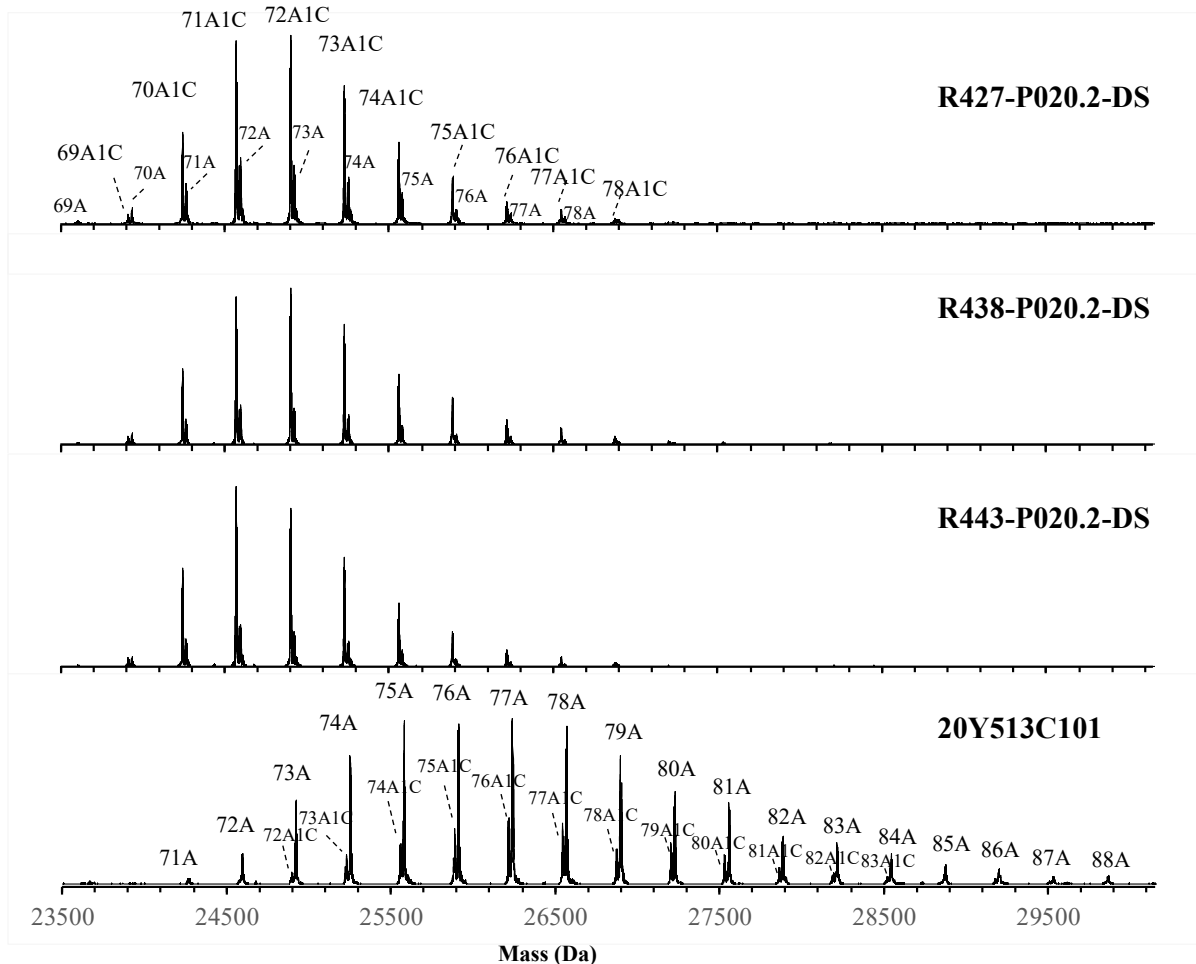 72A1C
71A1C
73A1C
70A1C
74A1C
R427-P020.2-DS
72A
73A
75A1C
69A1C
71A
74A
76A1C
70A
75A
77A1C
76A
78A1C
69A
77A
78A
R438-P020.2-DS
R443-P020.2-DS
75A
76A
77A
78A
20Y513C101
74A
79A
73A
75A1C
80A
74A1C
76A1C
81A
77A1C
72A
73A1C
78A1C
82A
72A1C
79A1C
83A
80A1C
84A
71A
81A1C
85A
82A1C
83A1C
86A
87A
88A
23500 24500 25500 26500 27500 28500 29500
Mass (Da)